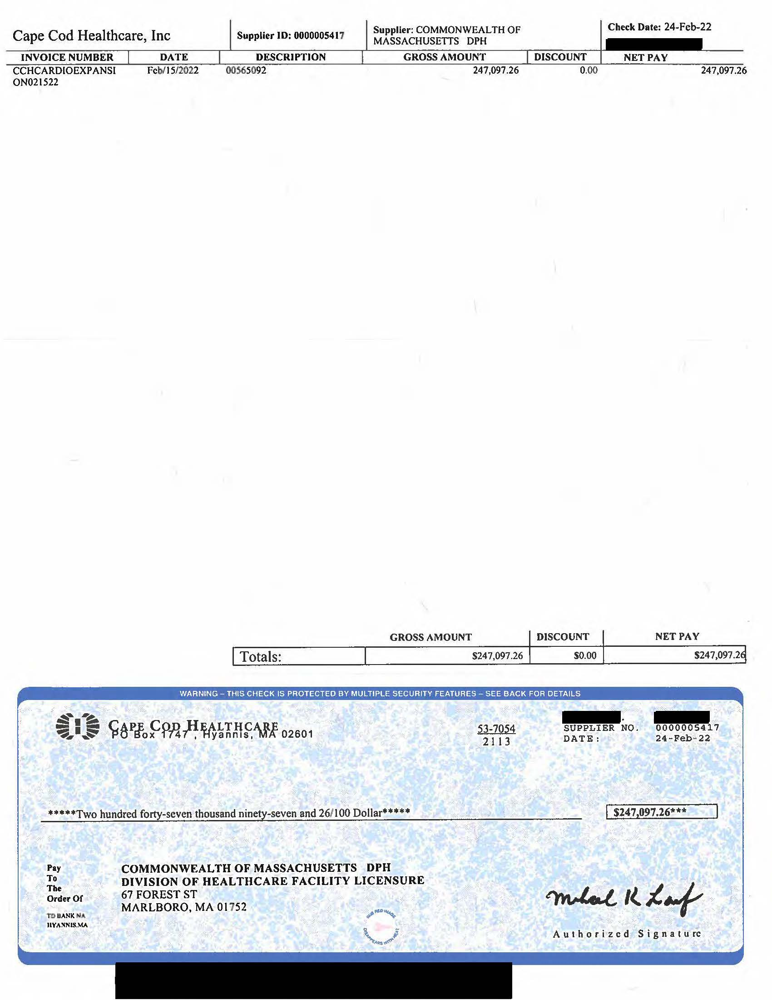 Cape Cod Healthcare, Inc
Supplier ID: 0000005417
Supplier: COMMONWEALTH OF
MASSACHUSETTS DPH
Check Date: 24-Feb-22
INVOICE NUMBER DATE DESCRIPTION GROSS AMOUNT DISCOUNT NET PAY
CCHCARDIOEXPANSI Feb/15/2022 00565092 247,097.26 0.00 247,097.26
ON021522
GROSS AMOUNT DISCOUNT NET PAY
Totals: $247,097.26 $0.00 $247,097.26
WARNING – THIS CHECK IS PROTECTED BY MULTIPLE SECURITY FEATURES – SEE BACK FOR DETAILS
CAPE COD HEALTHCARE
PO Box 1747 , Hyannis, MA 02601
53-7054
2113
SUPPLIER NO. 0000005417
DATE: 24-Feb-22
*****Two hundred forty-seven thousand ninety-seven and 26/100 Dollar*****
$247,097.26***
Pay
To
The
Order Of
COMMONWEALTH OF MASSACHUSETTS DPH
DIVISION OF HEALTHCARE FACILITY LICENSURE
67 FOREST ST
MARLBORO, MA 01752
TD BANK NA
HYANNIS,MA
RUB RED IMAGE
DISAPPEARS WITH HEAT
Authorized Signature